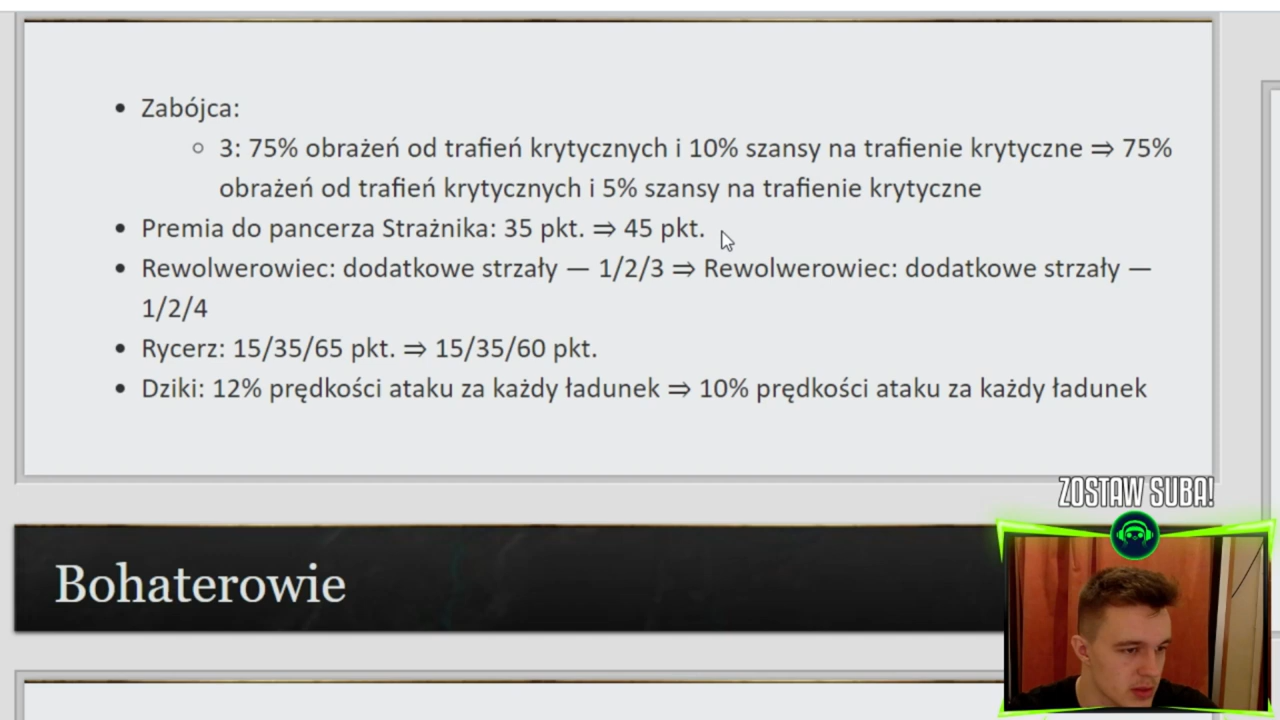 • Zabójca:
○ 3: 75% obrażeń od trafień krytycznych i 10% szansy na trafienie krytyczne ⇒ 75%
obrażeń od trafień krytycznych i 5% szansy na trafienie krytyczne
• Premia do pancerza Strażnika: 35 pkt. ⇒ 45 pkt.
• Rewolwerowiec: dodatkowe strzały — 1/2/3 ⇒ Rewolwerowiec: dodatkowe strzały —
1/2/4
• Rycerz: 15/35/65 pkt. ⇒ 15/35/60 pkt.
• Dziki: 12% prędkości ataku za każdy ładunek ⇒ 10% prędkości ataku za każdy ładunek
ZOSTAW SUBA!
Bohaterowie